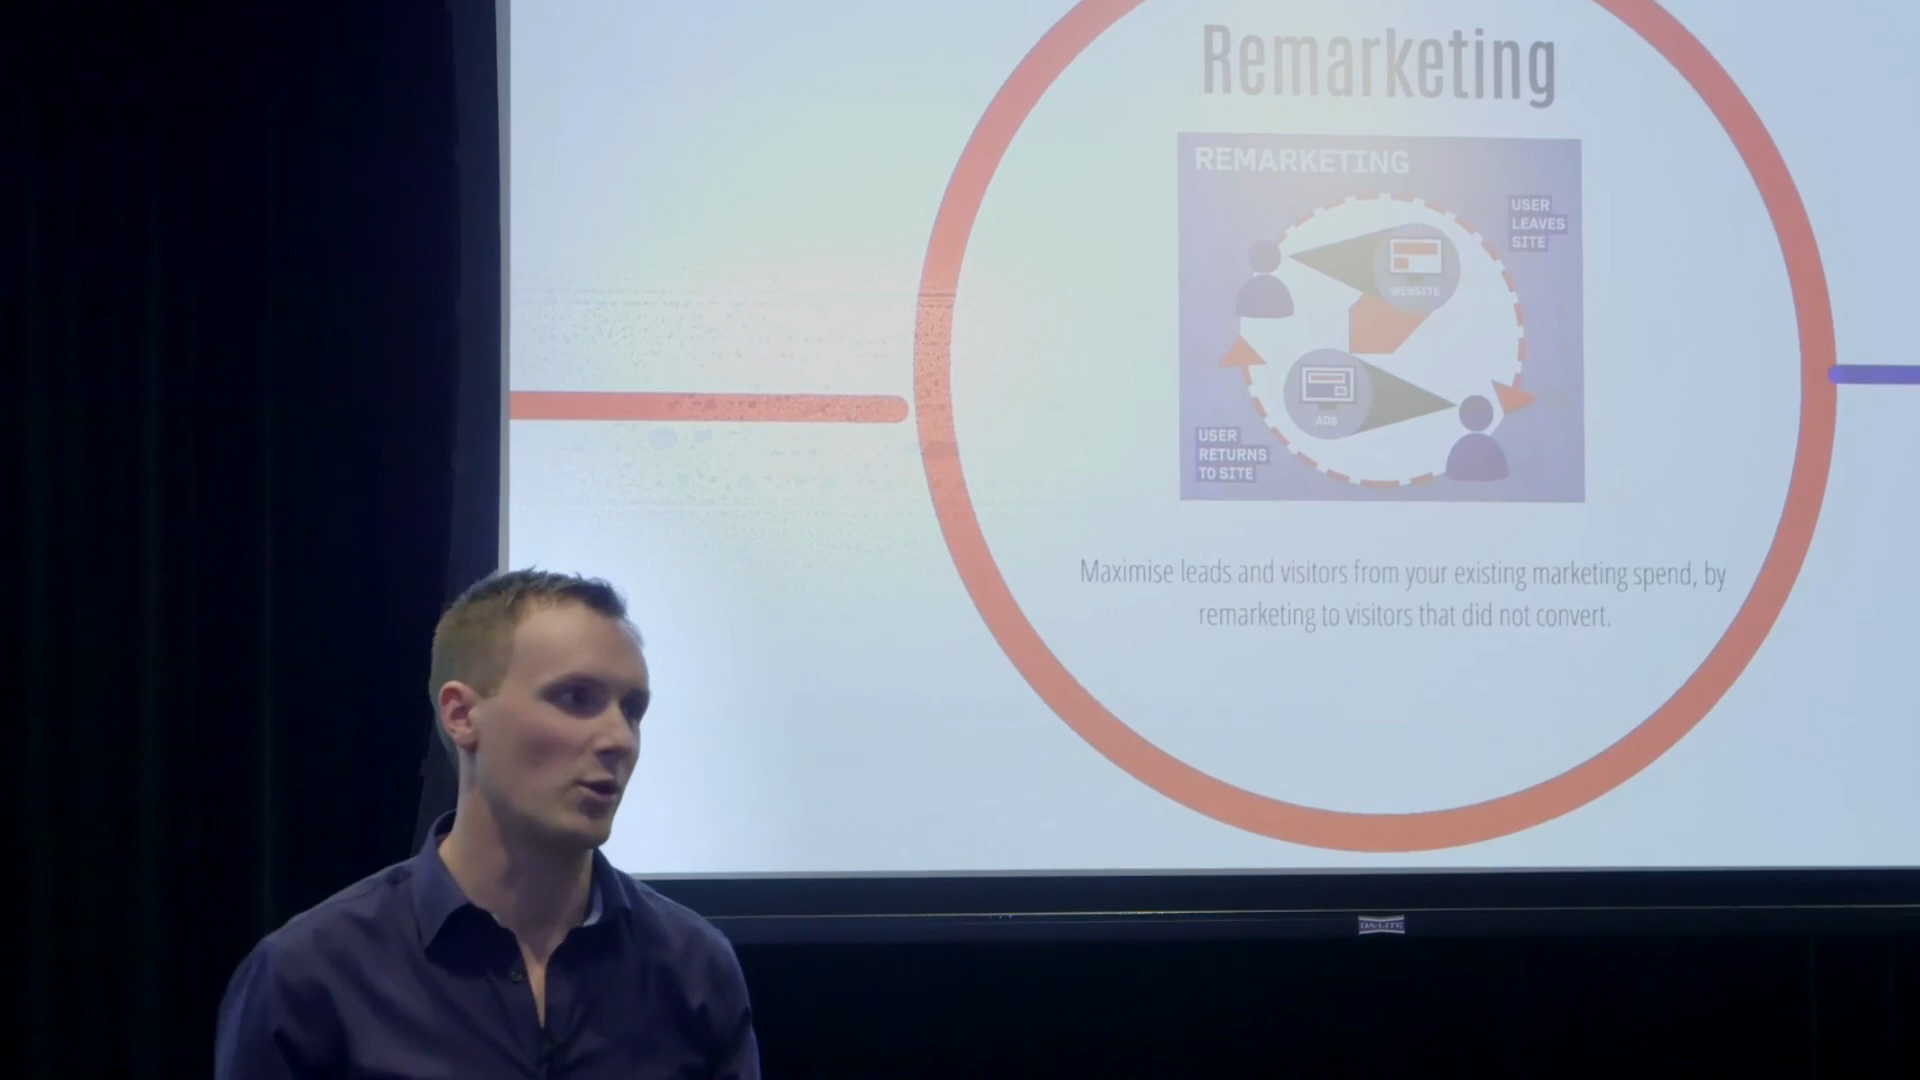 Remarketing
REMARKETING
USER
LEAVES
SITE
WEBSITE
ADS
USER
RETURNS
TO SITE
Maximise leads and visitors from your existing marketing spend, by
remarketing to visitors that did not convert.
DA-LITE